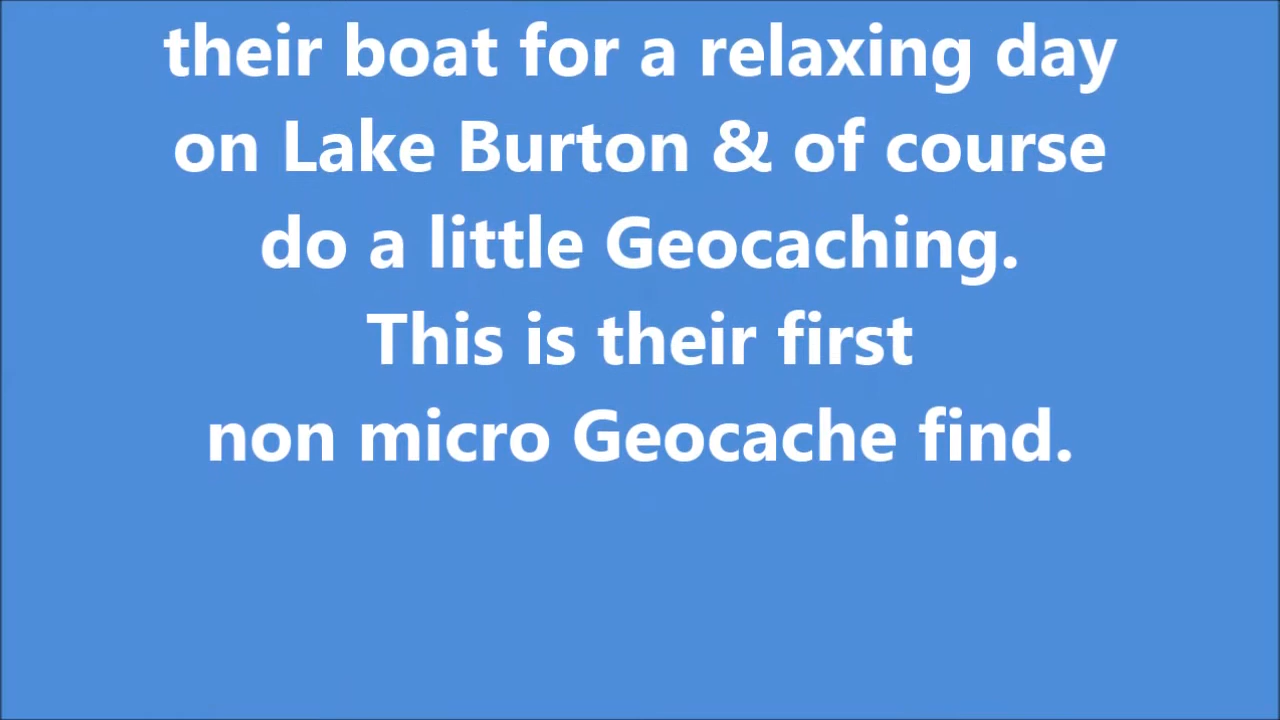 their boat for a relaxing day
on Lake Burton & of course
do a little Geocaching.
This is their first
non micro Geocache find.